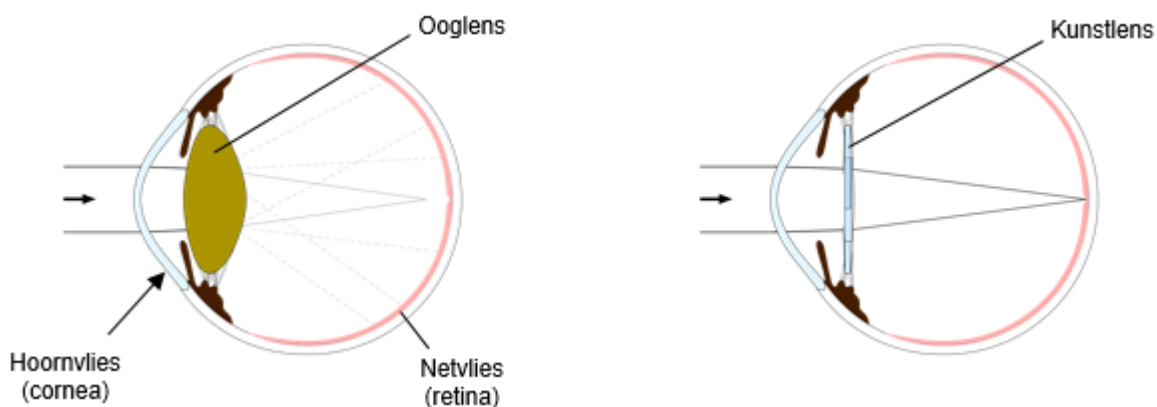 Ooglens
Kunstlens
Hoornvlies
(cornea)
Netvlies
(retina)